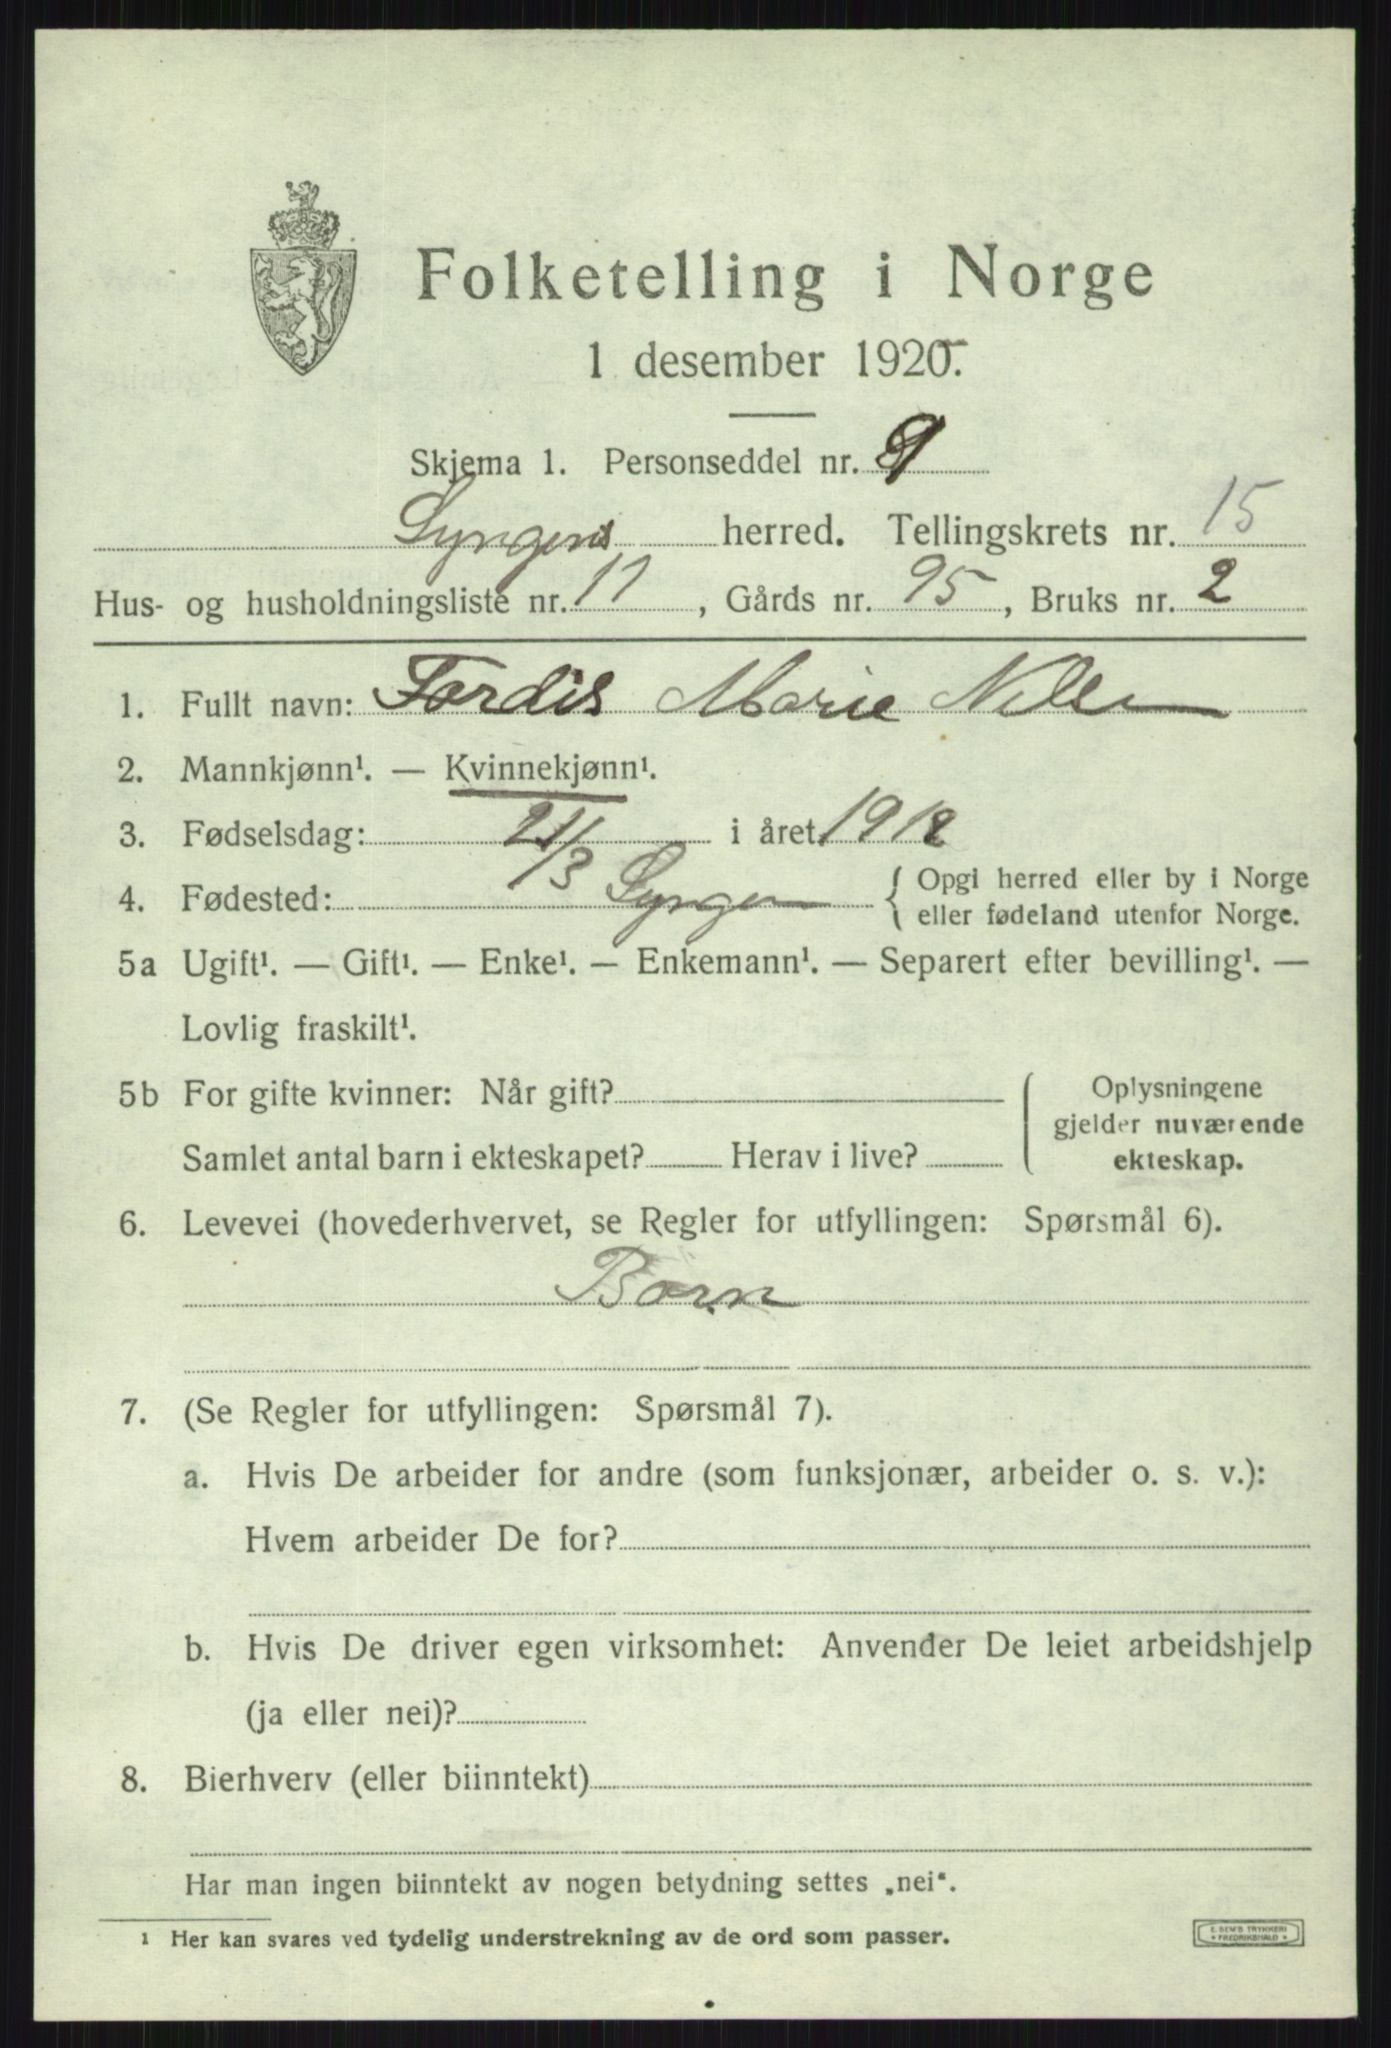 Folketelling i Norge
1 desember 1920.
Skjema 1. Personseddel nr. 9
Lyngens herred. Tellingskrets nr. 15
Hus- og husholdningsliste nr. 11, Gårds nr. 95, Bruks nr. 2
1. Fullt navn: Tordis Marie Nilsen
2. Mannkjønn¹. — Kvinnekjønn¹.
3. Fødselsdag: 21/3 i året 1912
4. Fødested: Lyngen { Opgi herred eller by i Norge
eller fødeland utenfor Norge.
5a Ugift¹. — Gift¹. — Enke¹. — Enkemann¹. — Separert efter bevilling¹. —
Lovlig fraskilt¹.
5b For gifte kvinner: Når gift?
Samlet antal barn i ekteskapet? Herav i live?
Oplysningene
gjelder nuværende
ekteskap.
6. Levevei (hovederhvervet, se Regler for utfyllingen: Spørsmål 6).
Barn
7. (Se Regler for utfyllingen: Spørsmål 7).
a. Hvis De arbeider for andre (som funksjonær, arbeider o. s. v.):
Hvem arbeider De for?
b. Hvis De driver egen virksomhet: Anvender De leiet arbeidshjelp
(ja eller nei)?
8. Bierhverv (eller biinntekt)
Har man ingen biinntekt av nogen betydning settes „nei“.
¹ Her kan svares ved tydelig understrekning av de ord som passer.
E. SEM'S TRYKKERI
FREDRIKSHALD